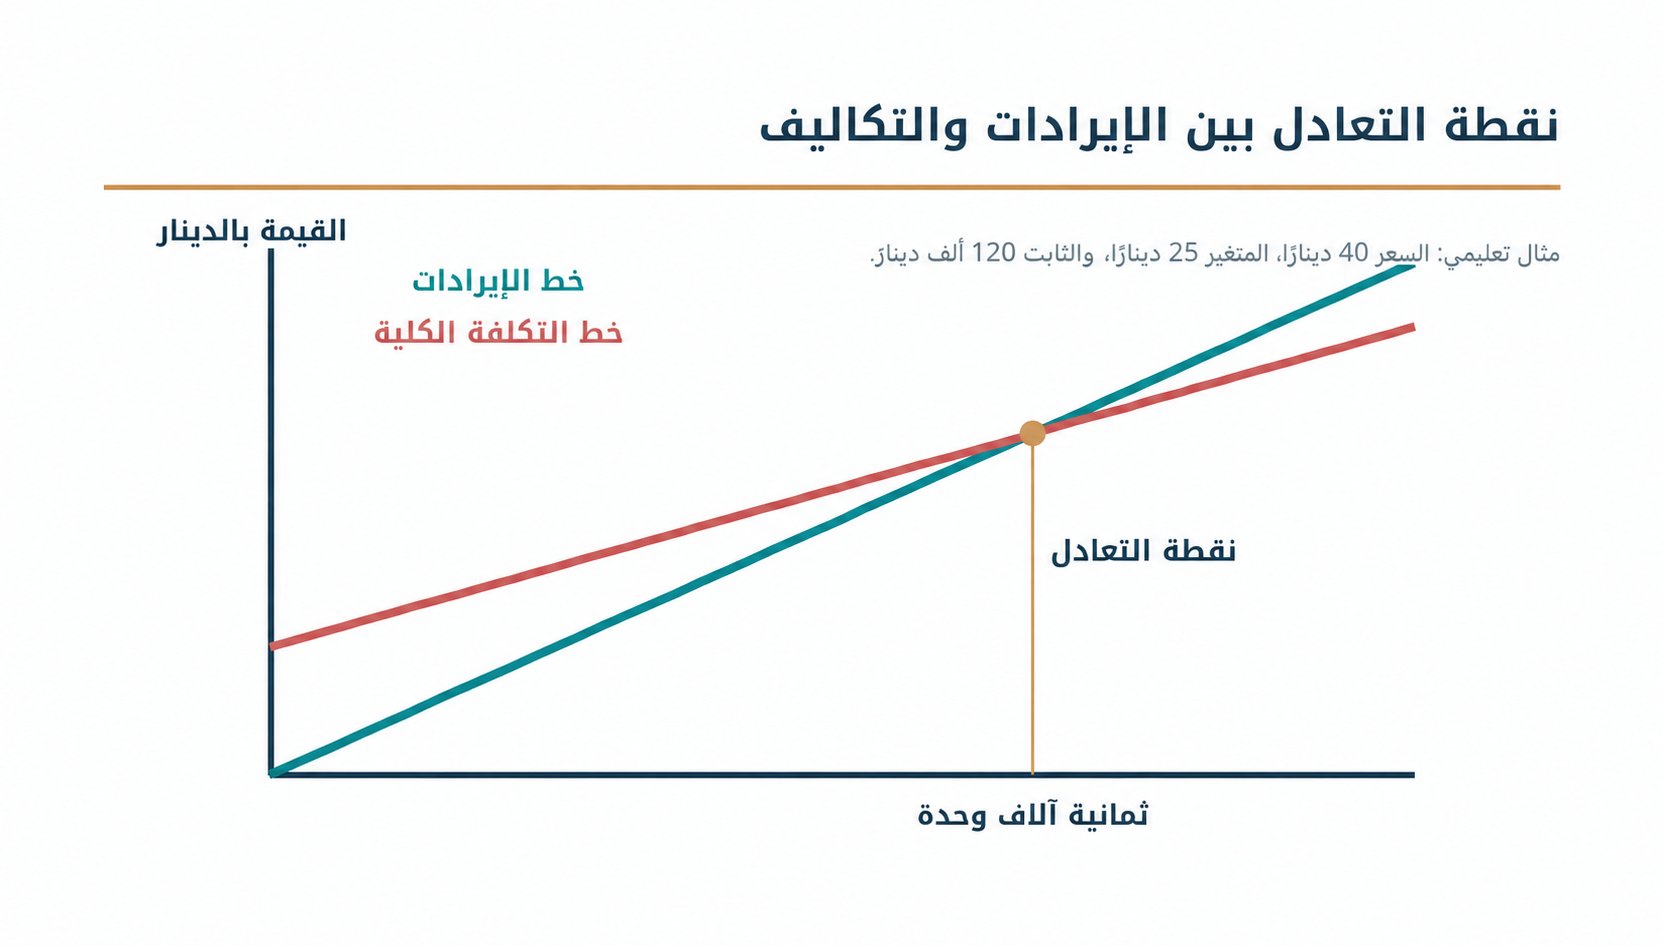 نقطة التعادل بين الإيرادات والتكاليف
القيمة بالدينار
مثال تعليمي: السعر 40 دينارًا، المتغير 25 دينارًا، والثابت 120 ألف دينارَ.
خط الإيرادات
خط التكلفة الكلية
نقطة التعادل
ثمانية آلاف وحدة